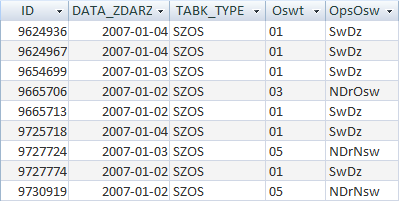 ID DATA_ZDARZ TABK_TYPE Oswt OpsOsw
9624936 2007-01-04 SZOS 01 SwDz
9624967 2007-01-04 SZOS 01 SwDz
9654699 2007-01-03 SZOS 01 SwDz
9665706 2007-01-02 SZOS 03 NDrOsw
9665713 2007-01-02 SZOS 01 SwDz
9725718 2007-01-04 SZOS 01 SwDz
9727724 2007-01-03 SZOS 05 NDrNsw
9727774 2007-01-02 SZOS 01 SwDz
9730919 2007-01-02 SZOS 05 NDrNsw